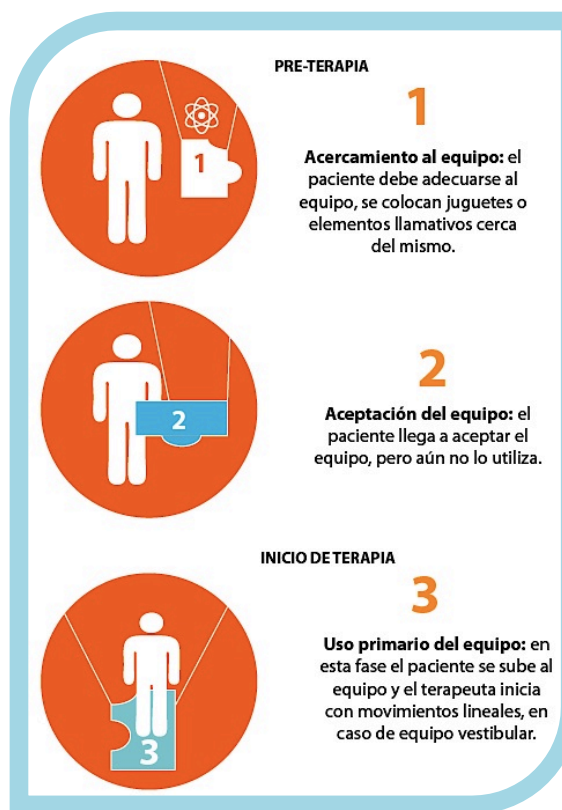 PRE-TERAPIA
1
1
Acercamiento al equipo: el
paciente debe adecuarse al
equipo, se colocan juguetes o
elementos llamativos cerca
del mismo.
2
2
Aceptación del equipo: el
paciente llega a aceptar el
equipo, pero aún no lo utiliza.
INICIO DE TERAPIA
3
3
Uso primario del equipo: en
esta fase el paciente se sube al
equipo y el terapeuta inicia
con movimientos lineales, en
caso de equipo vestibular.